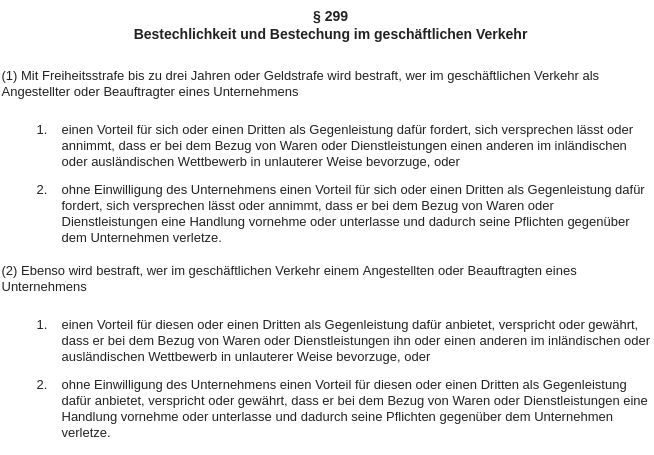 § 299
Bestechlichkeit und Bestechung im geschäftlichen Verkehr
(1) Mit Freiheitsstrafe bis zu drei Jahren oder Geldstrafe wird bestraft, wer im geschäftlichen Verkehr als
Angestellter oder Beauftragter eines Unternehmens
1. einen Vorteil für sich oder einen Dritten als Gegenleistung dafür fordert, sich versprechen lässt oder
annimmt, dass er bei dem Bezug von Waren oder Dienstleistungen einen anderen im inländischen
oder ausländischen Wettbewerb in unlauterer Weise bevorzuge, oder
2. ohne Einwilligung des Unternehmens einen Vorteil für sich oder einen Dritten als Gegenleistung dafür
fordert, sich versprechen lässt oder annimmt, dass er bei dem Bezug von Waren oder
Dienstleistungen eine Handlung vornehme oder unterlasse und dadurch seine Pflichten gegenüber
dem Unternehmen verletze.
(2) Ebenso wird bestraft, wer im geschäftlichen Verkehr einem Angestellten oder Beauftragten eines
Unternehmens
1. einen Vorteil für diesen oder einen Dritten als Gegenleistung dafür anbietet, verspricht oder gewährt,
dass er bei dem Bezug von Waren oder Dienstleistungen ihn oder einen anderen im inländischen oder
ausländischen Wettbewerb in unlauterer Weise bevorzuge, oder
2. ohne Einwilligung des Unternehmens einen Vorteil für diesen oder einen Dritten als Gegenleistung
dafür anbietet, verspricht oder gewährt, dass er bei dem Bezug von Waren oder Dienstleistungen eine
Handlung vornehme oder unterlasse und dadurch seine Pflichten gegenüber dem Unternehmen
verletze.